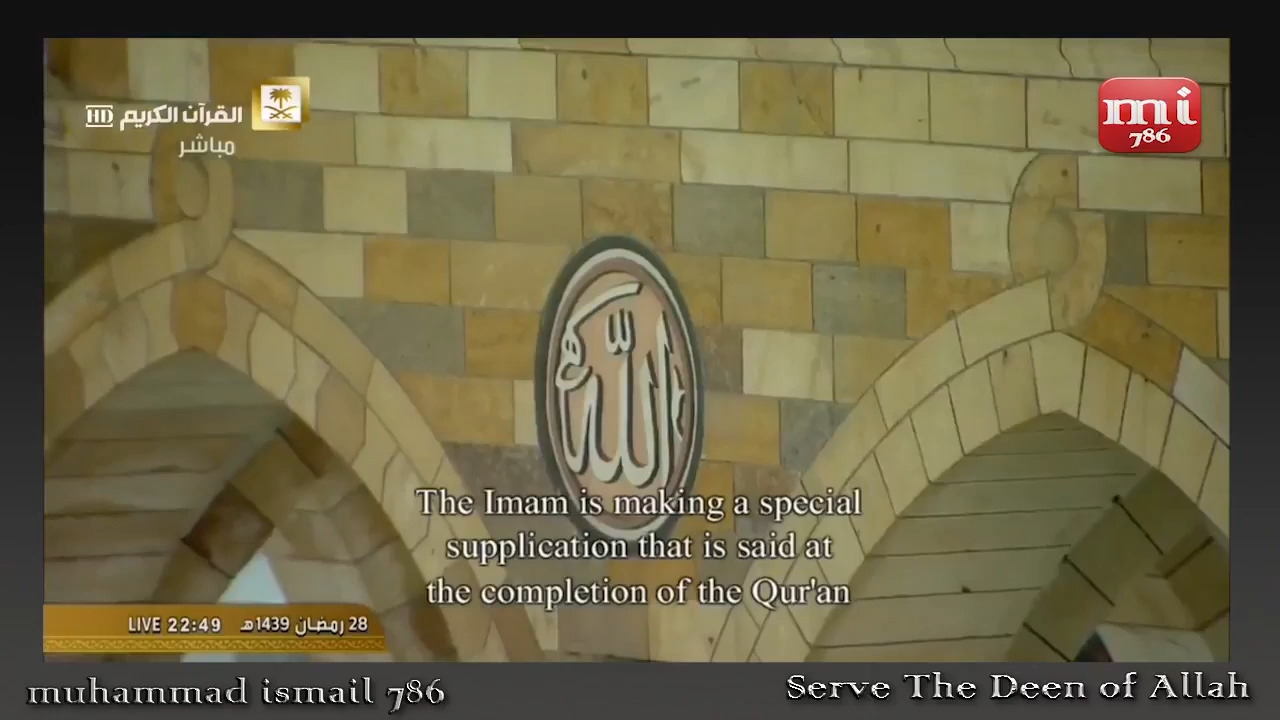 القرآن الكريم HD
مباشر
mi
786
الله
The Imam is making a special
supplication that is said at
the completion of the Qur'an
LIVE 22:49 28 رمضان 1439هـ
muhammad ismail 786
Serve The Deen of Allah